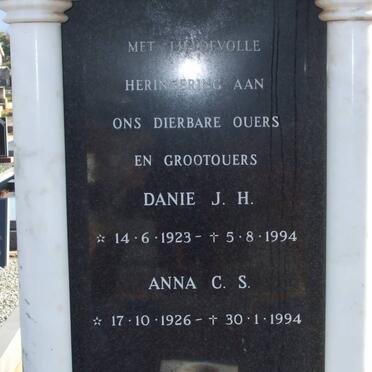 MET LIEFDEVOLLE
HERINNERING AAN
ONS DIERBARE OUERS
EN GROOTOUERS
DANIE J. H.
☆ 14·6·1923 – † 5·8·1994
ANNA C. S.
☆ 17·10·1926 – † 30·1·1994